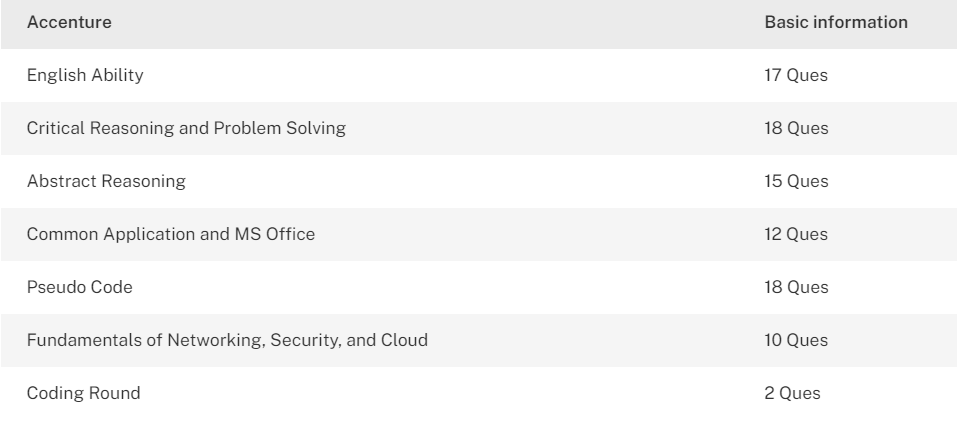 Accenture Basic information
English Ability 17 Ques
Critical Reasoning and Problem Solving 18 Ques
Abstract Reasoning 15 Ques
Common Application and MS Office 12 Ques
Pseudo Code 18 Ques
Fundamentals of Networking, Security, and Cloud 10 Ques
Coding Round 2 Ques